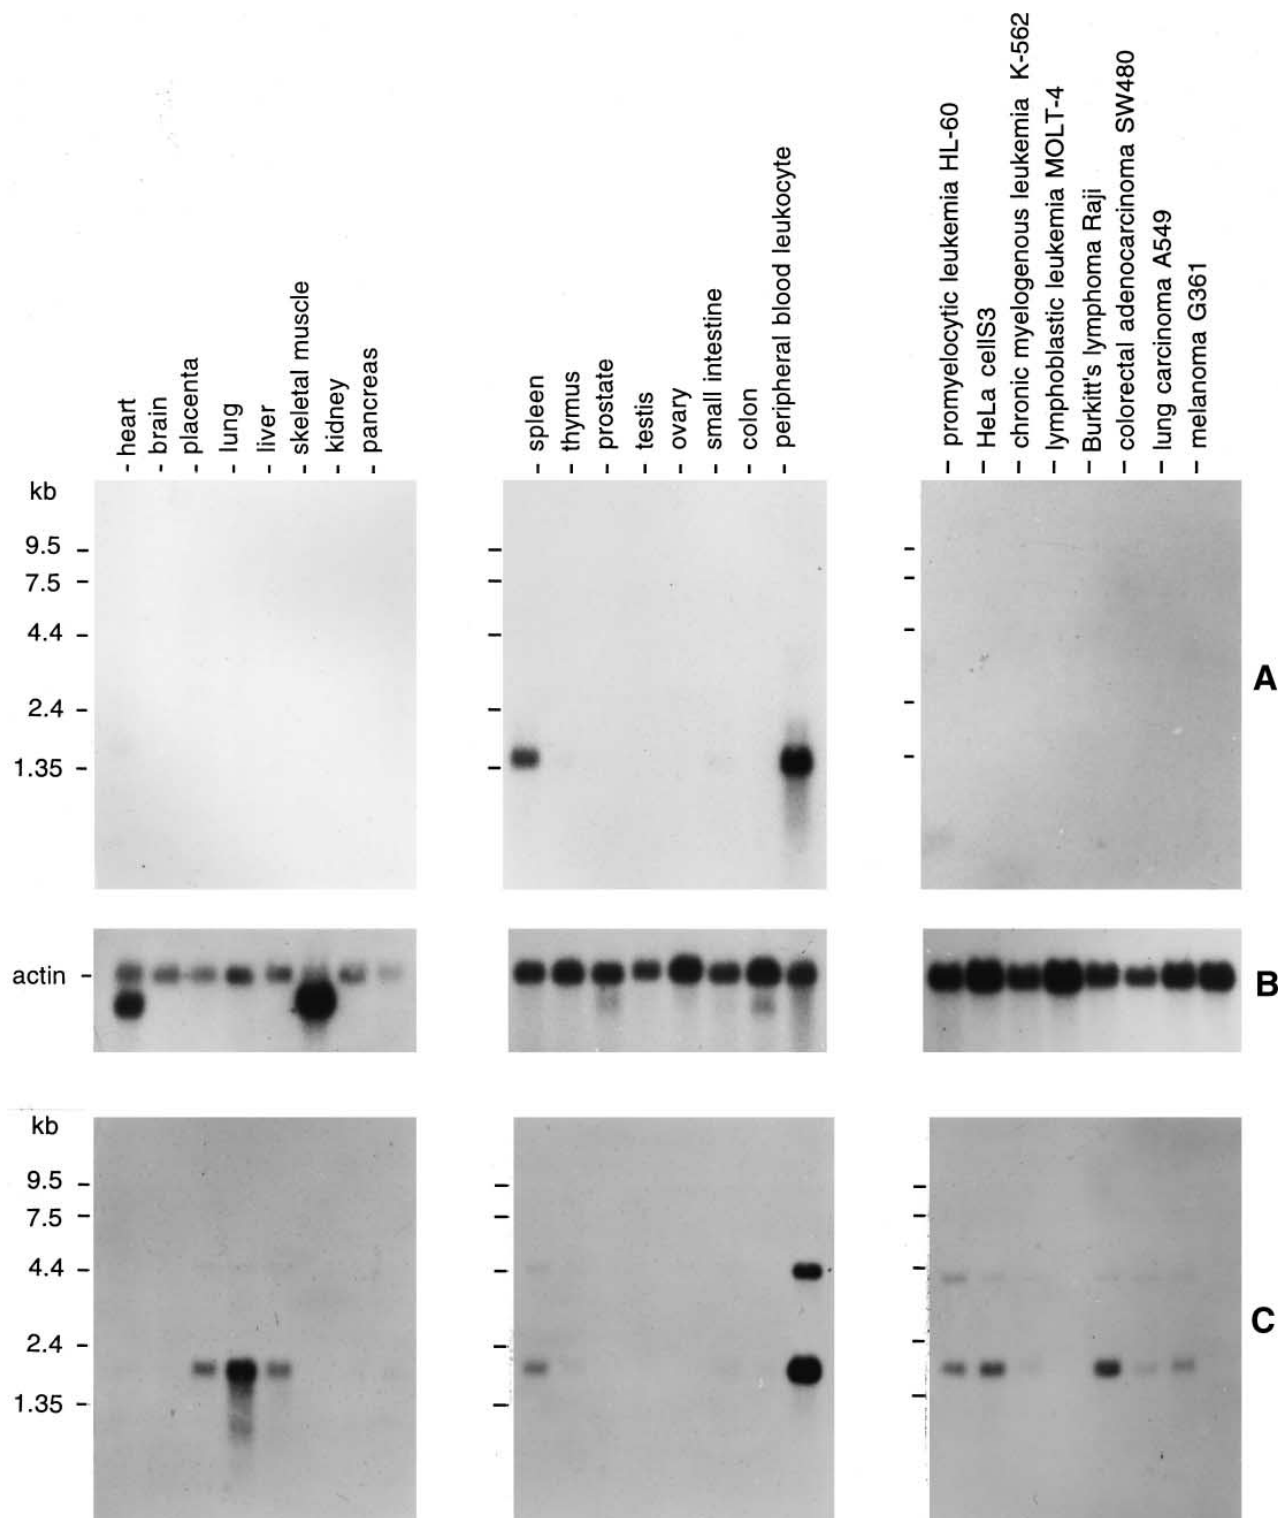 heart
brain
placenta
lung
liver
skeletal muscle
kidney
pancreas
spleen
thymus
prostate
testis
ovary
small intestine
colon
peripheral blood leukocyte
promyelocytic leukemia HL-60
HeLa cellS3
chronic myelogenous leukemia K-562
lymphoblastic leukemia MOLT-4
Burkitt's lymphoma Raji
colorectal adenocarcinoma SW480
lung carcinoma A549
melanoma G361
kb
9.5
7.5
4.4
2.4
1.35
A
actin
B
kb
9.5
7.5
4.4
2.4
1.35
C